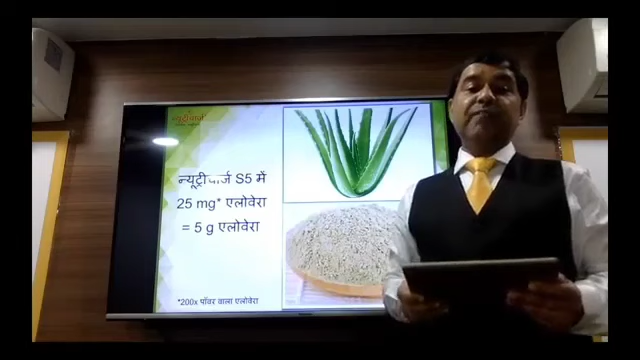 न्यूट्रीचार्ज
न्यूट्रीचार्ज S5 में
25 mg* एलोवेरा
= 5 g एलोवेरा
*200x पॉवर वाला एलोवेरा